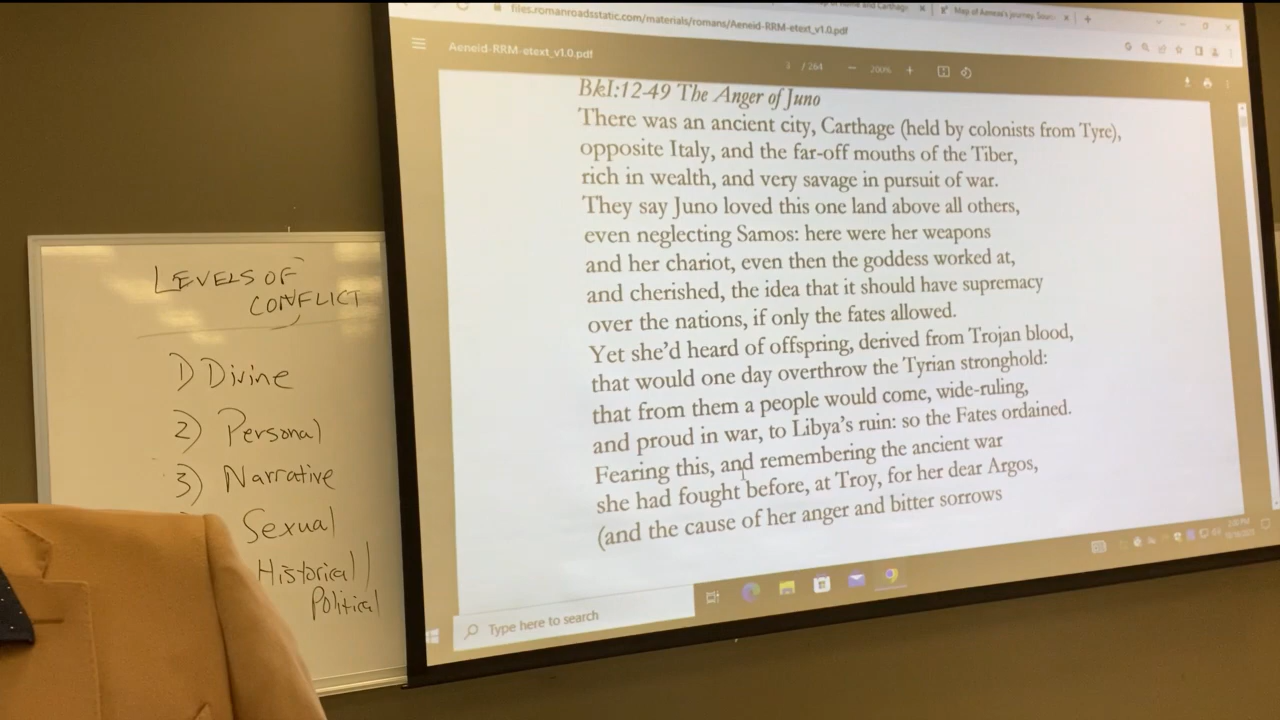 LEVELS OF
CONFLICT
1) Divine
2) Personal
3) Narrative
Sexual
Historical/
Political
files.romanroadsstatic.com/materials/romans/Aeneid-RRM-etext_v1.0.pdf
Aeneid-RRM-etext_v1.0.pdf
/ 264
200%
BkI:12-49 The Anger of Juno
There was an ancient city, Carthage (held by colonists from Tyre),
opposite Italy, and the far-off mouths of the Tiber,
rich in wealth, and very savage in pursuit of war.
They say Juno loved this one land above all others,
even neglecting Samos: here were her weapons
and her chariot, even then the goddess worked at,
and cherished, the idea that it should have supremacy
over the nations, if only the fates allowed.
Yet she’d heard of offspring, derived from Trojan blood,
that would one day overthrow the Tyrian stronghold:
that from them a people would come, wide-ruling,
and proud in war, to Libya’s ruin: so the Fates ordained.
Fearing this, and remembering the ancient war
she had fought before, at Troy, for her dear Argos,
(and the cause of her anger and bitter sorrows
Type here to search